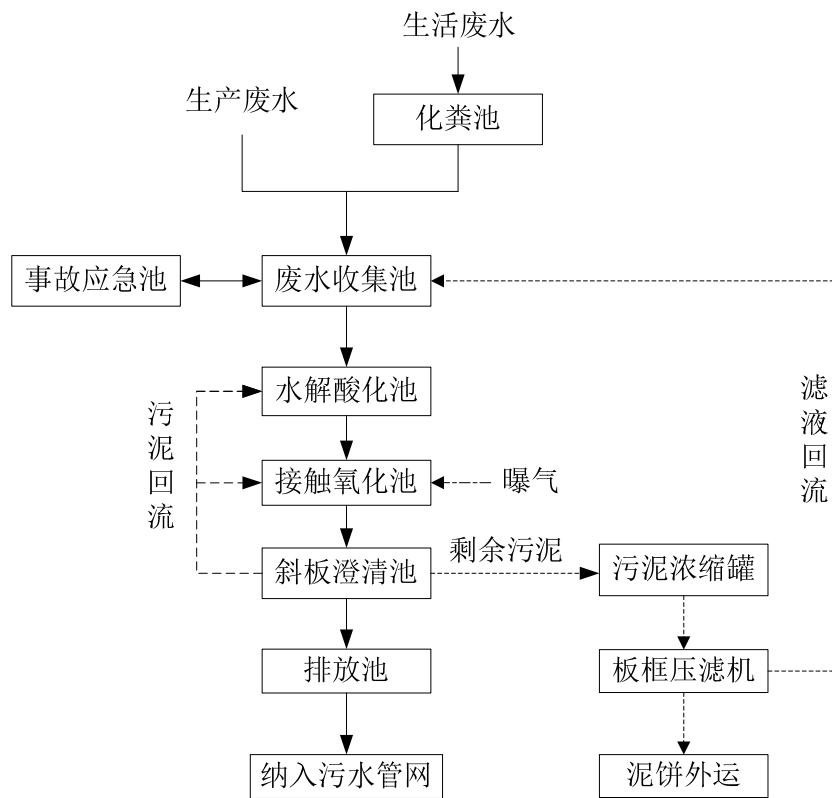 生活废水
生产废水
化粪池
事故应急池
废水收集池
水解酸化池
污泥回流
滤液回流
接触氧化池
曝气
斜板澄清池
剩余污泥
污泥浓缩罐
排放池
板框压滤机
纳入污水管网
泥饼外运